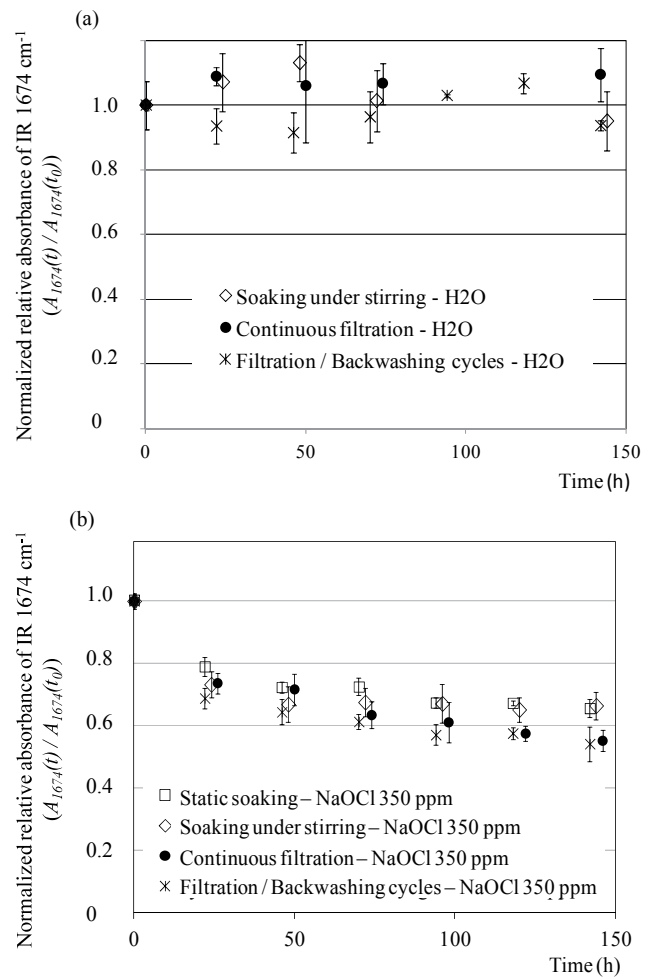 (a)
Normalized relative absorbance of IR 1674 cm⁻¹
(A1674(t) / A1674(t0))
1.0
0.8
0.6
0.4
0.2
0
◇ Soaking under stirring - H2O
● Continuous filtration - H2O
Filtration / Backwashing cycles - H2O
0
50
100
150
Time (h)
(b)
Normalized relative absorbance of IR 1674 cm⁻¹
(A1674(t) / A1674(t0))
1.0
0.8
0.6
0.4
0.2
0
□ Static soaking – NaOCl 350 ppm
◇ Soaking under stirring – NaOCl 350 ppm
● Continuous filtration – NaOCl 350 ppm
Filtration / Backwashing cycles – NaOCl 350 ppm
0
50
100
150
Time (h)